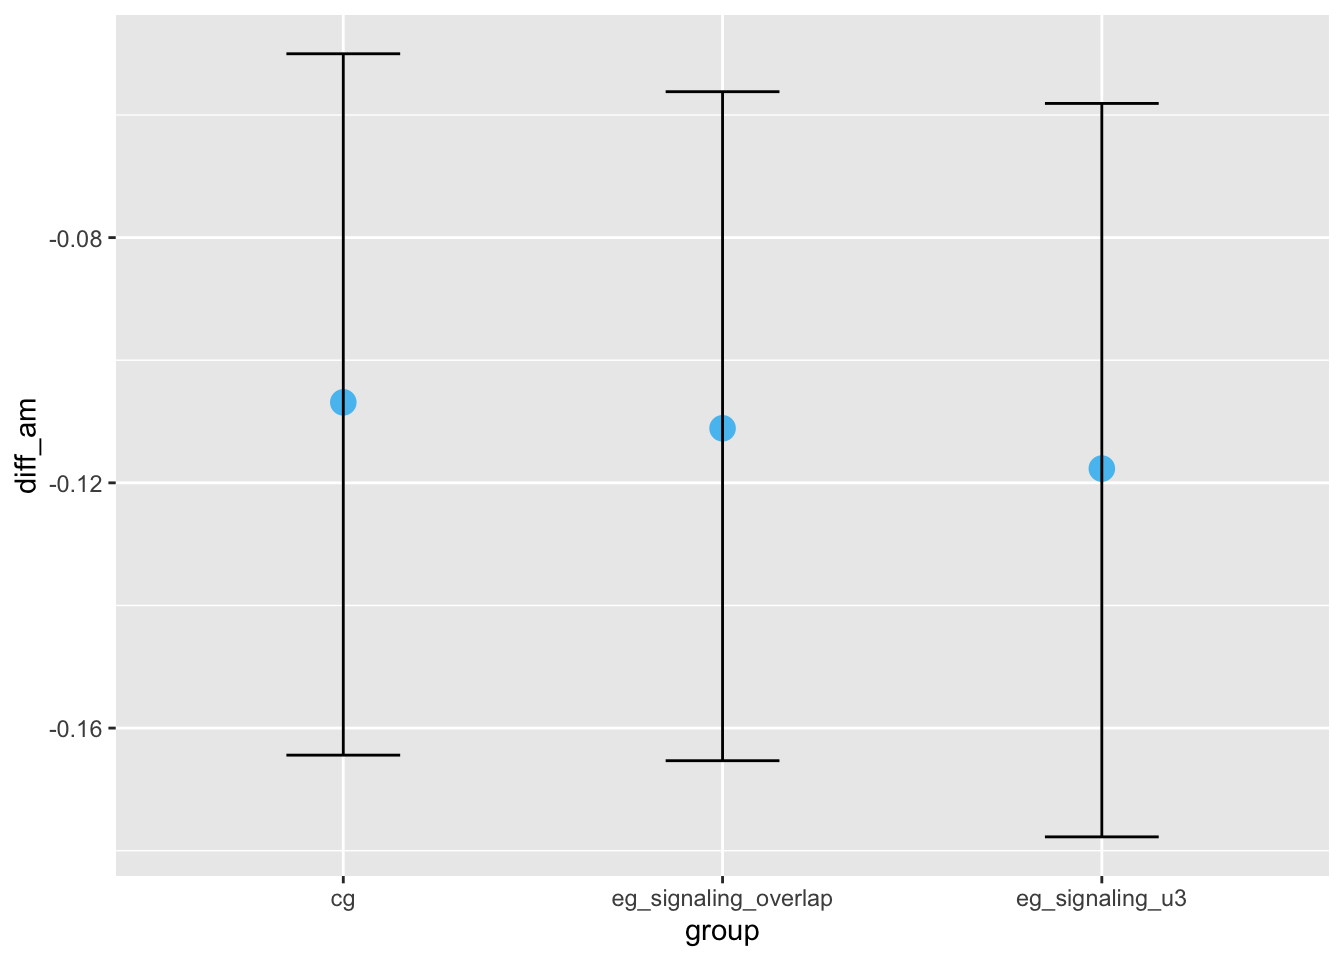 diff_am
-0.08
-0.12
-0.16
cg
eg_signaling_overlap
eg_signaling_u3
group